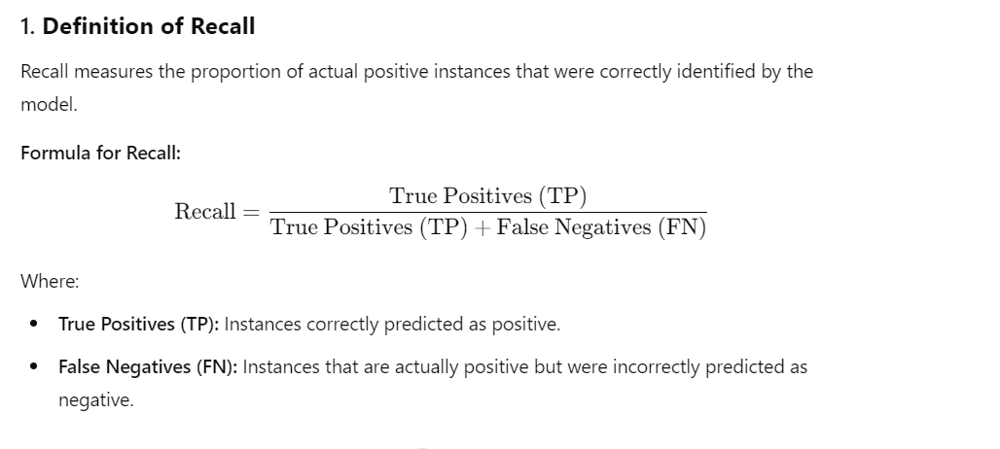 1. Definition of Recall
Recall measures the proportion of actual positive instances that were correctly identified by the
model.
Formula for Recall:
Recall = True Positives (TP) / True Positives (TP) + False Negatives (FN)
Where:
• True Positives (TP): Instances correctly predicted as positive.
• False Negatives (FN): Instances that are actually positive but were incorrectly predicted as
negative.